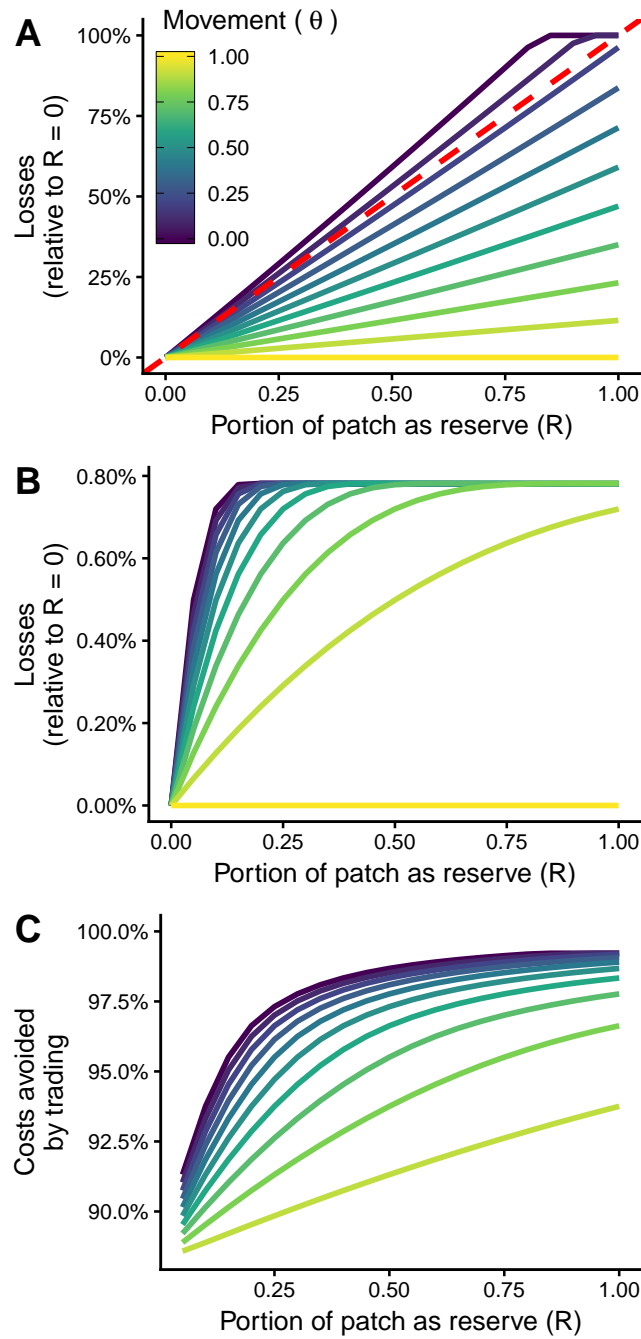 A
Movement ( θ )
1.00
0.75
0.50
0.25
0.00
100%
75%
50%
25%
0%
Losses
(relative to R = 0)
0.00 0.25 0.50 0.75 1.00
Portion of patch as reserve (R)
B
0.80%
0.60%
0.40%
0.20%
0.00%
Losses
(relative to R = 0)
0.00 0.25 0.50 0.75 1.00
Portion of patch as reserve (R)
C
100.0%
97.5%
95.0%
92.5%
90.0%
Costs avoided
by trading
0.25 0.50 0.75 1.00
Portion of patch as reserve (R)